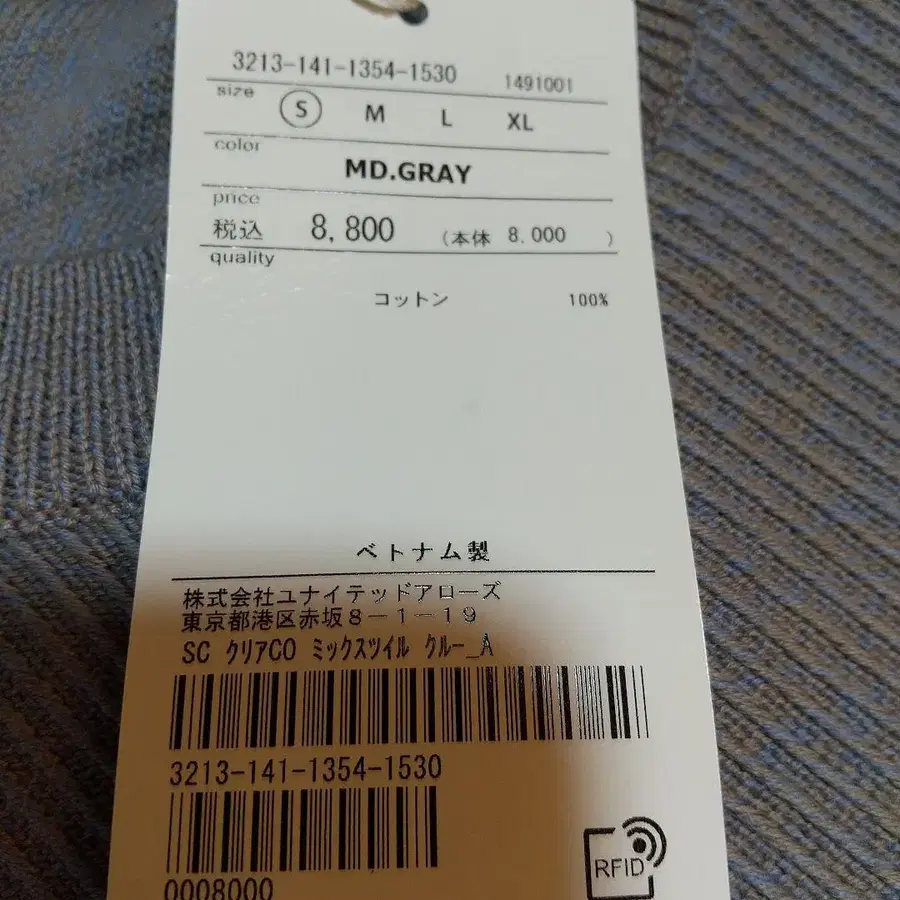 3213-141-1354-1530 1491001
size
S M L XL
color
MD.GRAY
price
税込 8,800 (本体 8,000 )
quality
コットン 100%
ベトナム製
株式会社ユナイテッドアローズ
東京都港区赤坂8-1-19
SC クリアCO ミックスツイル クルー_A
3213-141-1354-1530
0008000
RFID